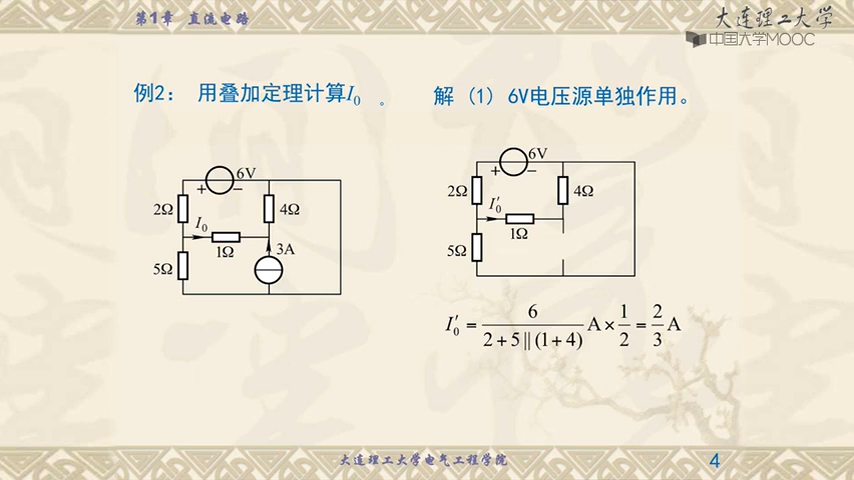 第1章 直流电路
大连理工大学
中国大学MOOC
例2： 用叠加定理计算I₀ 。
解 (1) 6V电压源单独作用。
6V
+ −
2Ω
4Ω
I₀
1Ω
3A
5Ω
6V
+ −
2Ω
4Ω
I′₀
1Ω
5Ω
I′₀ = 6/(2+5||(1+4)) A × 1/2 = 2/3 A
大连理工大学电气工程学院
4